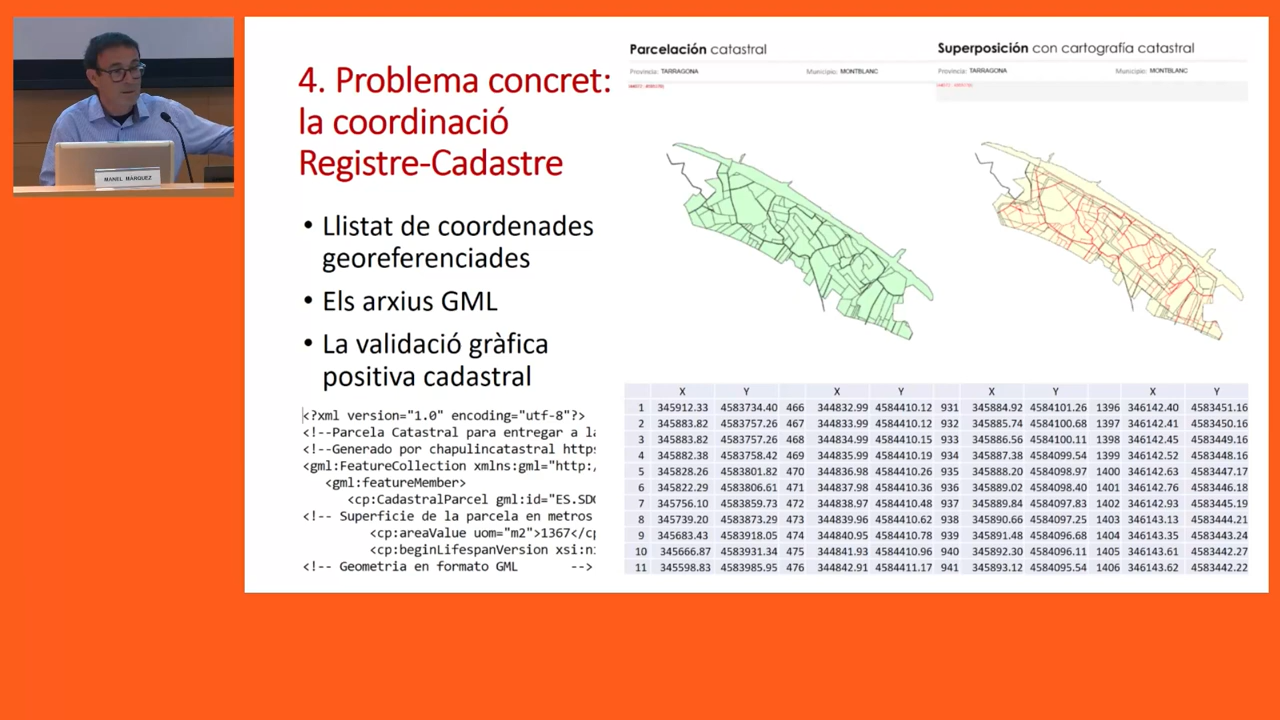 MANEL MÁRQUEZ
4. Problema concret:
la coordinació
Registre-Cadastre
• Llistat de coordenades
georeferenciades
• Els arxius GML
• La validació gràfica
positiva cadastral
<?xml version="1.0" encoding="utf-8"?>
<!--Parcela Catastral para entregar a la
<!--Generado por chapulincatastral https
<gml:FeatureCollection xmlns:gml="http:/
<gml:featureMember>
<cp:CadastralParcel gml:id="ES.SDG
<!-- Superficie de la parcela en metros
<cp:areaValue uom="m2">1367</cp
<cp:beginLifespanVersion xsi:ni
<!-- Geometria en formato GML -->
Parcelación catastral
Provincia: TARRAGONA Municipio: MONTBLANC
Superposición con cartografía catastral
Provincia: TARRAGONA Municipio: MONTBLANC
X Y X Y X Y X Y
1 345912.33 4583734.40 466 344832.99 4584410.12 931 345884.92 4584101.26 1396 346142.40 4583451.16
2 345883.82 4583757.26 467 344833.99 4584410.12 932 345885.74 4584100.68 1397 346142.41 4583450.16
3 345883.82 4583757.26 468 344834.99 4584410.15 933 345886.56 4584100.11 1398 346142.45 4583449.16
4 345882.38 4583758.42 469 344835.99 4584410.19 934 345887.38 4584099.54 1399 346142.52 4583448.16
5 345828.26 4583801.82 470 344836.98 4584410.26 935 345888.20 4584098.97 1400 346142.63 4583447.17
6 345822.29 4583806.61 471 344837.98 4584410.36 936 345889.02 4584098.40 1401 346142.76 4583446.18
7 345756.10 4583859.73 472 344838.97 4584410.48 937 345889.84 4584097.83 1402 346142.93 4583445.19
8 345739.20 4583873.29 473 344839.96 4584410.62 938 345890.66 4584097.25 1403 346143.13 4583444.21
9 345683.43 4583918.05 474 344840.95 4584410.78 939 345891.48 4584096.68 1404 346143.35 4583443.24
10 345666.87 4583931.34 475 344841.93 4584410.96 940 345892.30 4584096.11 1405 346143.61 4583442.27
11 345598.83 4583985.95 476 344842.91 4584411.17 941 345893.12 4584095.54 1406 346143.62 4583442.22